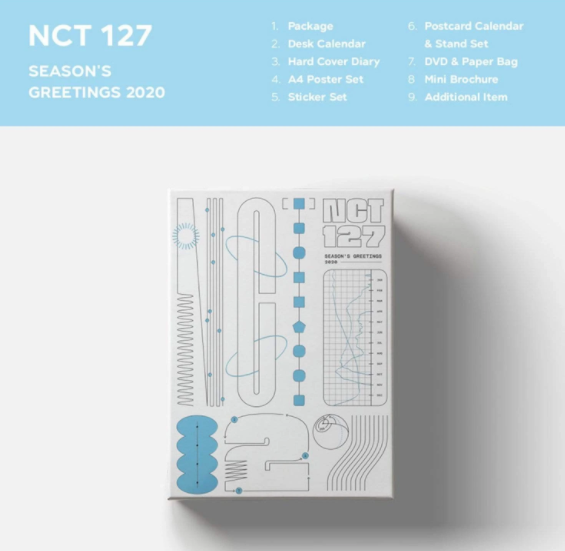 NCT 127
SEASON'S
GREETINGS 2020
1. Package
2. Desk Calendar
3. Hard Cover Diary
4. A4 Poster Set
5. Sticker Set
6. Postcard Calendar
& Stand Set
7. DVD & Paper Bag
8 Mini Brochure
9. Additional Item
NCT
127
SEASON'S GREETINGS
2020